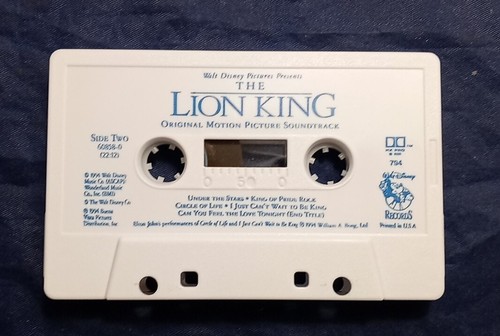 Walt Disney Pictures Presents
THE
LION KING
ORIGINAL MOTION PICTURE SOUNDTRACK
SIDE TWO
60858-0
(22:12)
© 1994 Walt Disney
Music Co. (ASCAP)/
Wonderland Music
Co., Inc. (BMI)
© The Walt Disney Co.
℗ 1994 Buena
Vista Pictures
Distribution, Inc.
0 50
754
WALT DISNEY
RECORDS
Printed in U.S.A.
UNDER THE STARS • KING OF PRIDE ROCK
CIRCLE OF LIFE • I JUST CAN'T WAIT TO BE KING
CAN YOU FEEL THE LOVE TONIGHT (END TITLE)
Elton John's performances of Circle of Life and I Just Can't Wait to Be King ℗ 1994 William A. Bong, Ltd